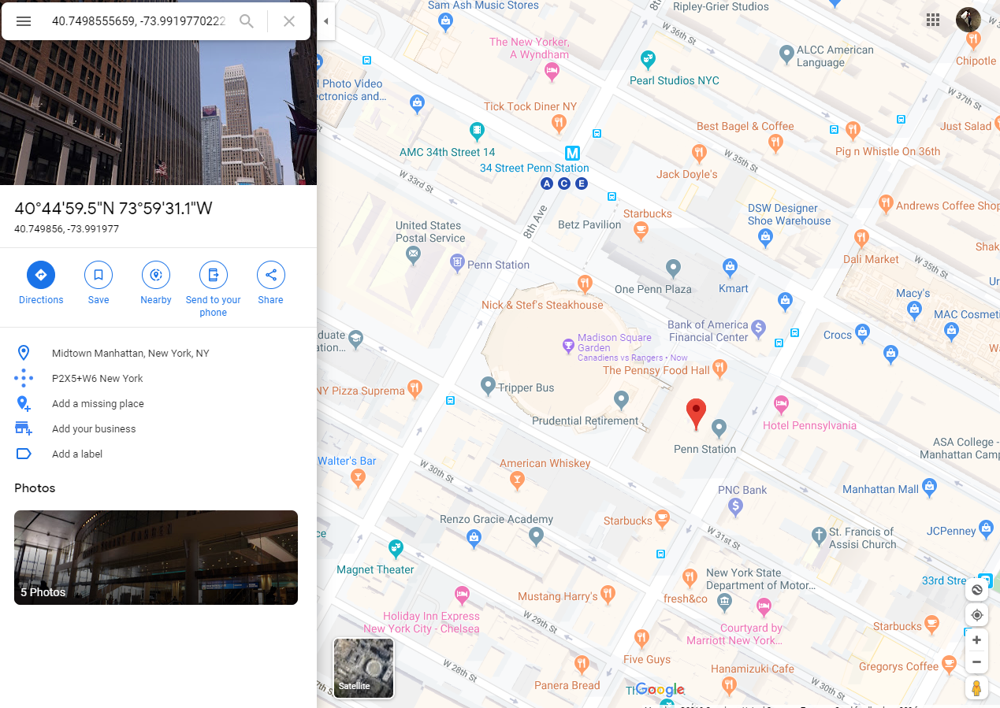 40.7498555659, -73.9919770222
40°44'59.5"N 73°59'31.1"W
40.749856, -73.991977
Directions
Save
Nearby
Send to your
phone
Share
Midtown Manhattan, New York, NY
P2X5+W6 New York
Add a missing place
Add your business
Add a label
Photos
5 Photos
Sam Ash Music Stores
Ripley-Grier Studios
8th
W 36th St
The New Yorker,
A Wyndham
ALCC American
Language
Chipotle
Photo Video
ectronics and...
Pearl Studios NYC
W 37th St
Tick Tock Diner NY
Best Bagel & Coffee
Just Salad
AMC 34th Street 14
Pig n Whistle On 36th
M
34 Street Penn Station
A C E
W 35th St
Jack Doyle's
W 33rd St
8th Ave
Starbucks
Betz Pavilion
DSW Designer
Shoe Warehouse
Andrews Coffee Shop
United States
Postal Service
Penn Station
Dali Market
Shak
W 35th St
One Penn Plaza
Kmart
Macy's
Nick & Stef's Steakhouse
MAC Cosmeti
Bank of America
Financial Center
Crocs
duate
ation...
Madison Square
Garden
Canadiens vs Rangers • Now
The Pennsy Food Hall
NY Pizza Suprema
Tripper Bus
Prudential Retirement
Hotel Pennsylvania
Penn Station
ASA College -
Manhattan Camp
Walter's Bar
American Whiskey
W 30th St
PNC Bank
Manhattan Mall
Renzo Gracie Academy
Starbucks
W 31st St
St. Francis of
Assisi Church
JCPenney
ce
Magnet Theater
New York State
Department of Motor...
33rd Stre
Mustang Harry's
fresh&co
Holiday Inn Express
New York City - Chelsea
W 29th St
Courtyard by
Marriott New York...
Starbucks
Five Guys
Hanamizuki Cafe
Gregorys Coffee
W 28th St
Panera Bread
W 30th St
Satellite
Google